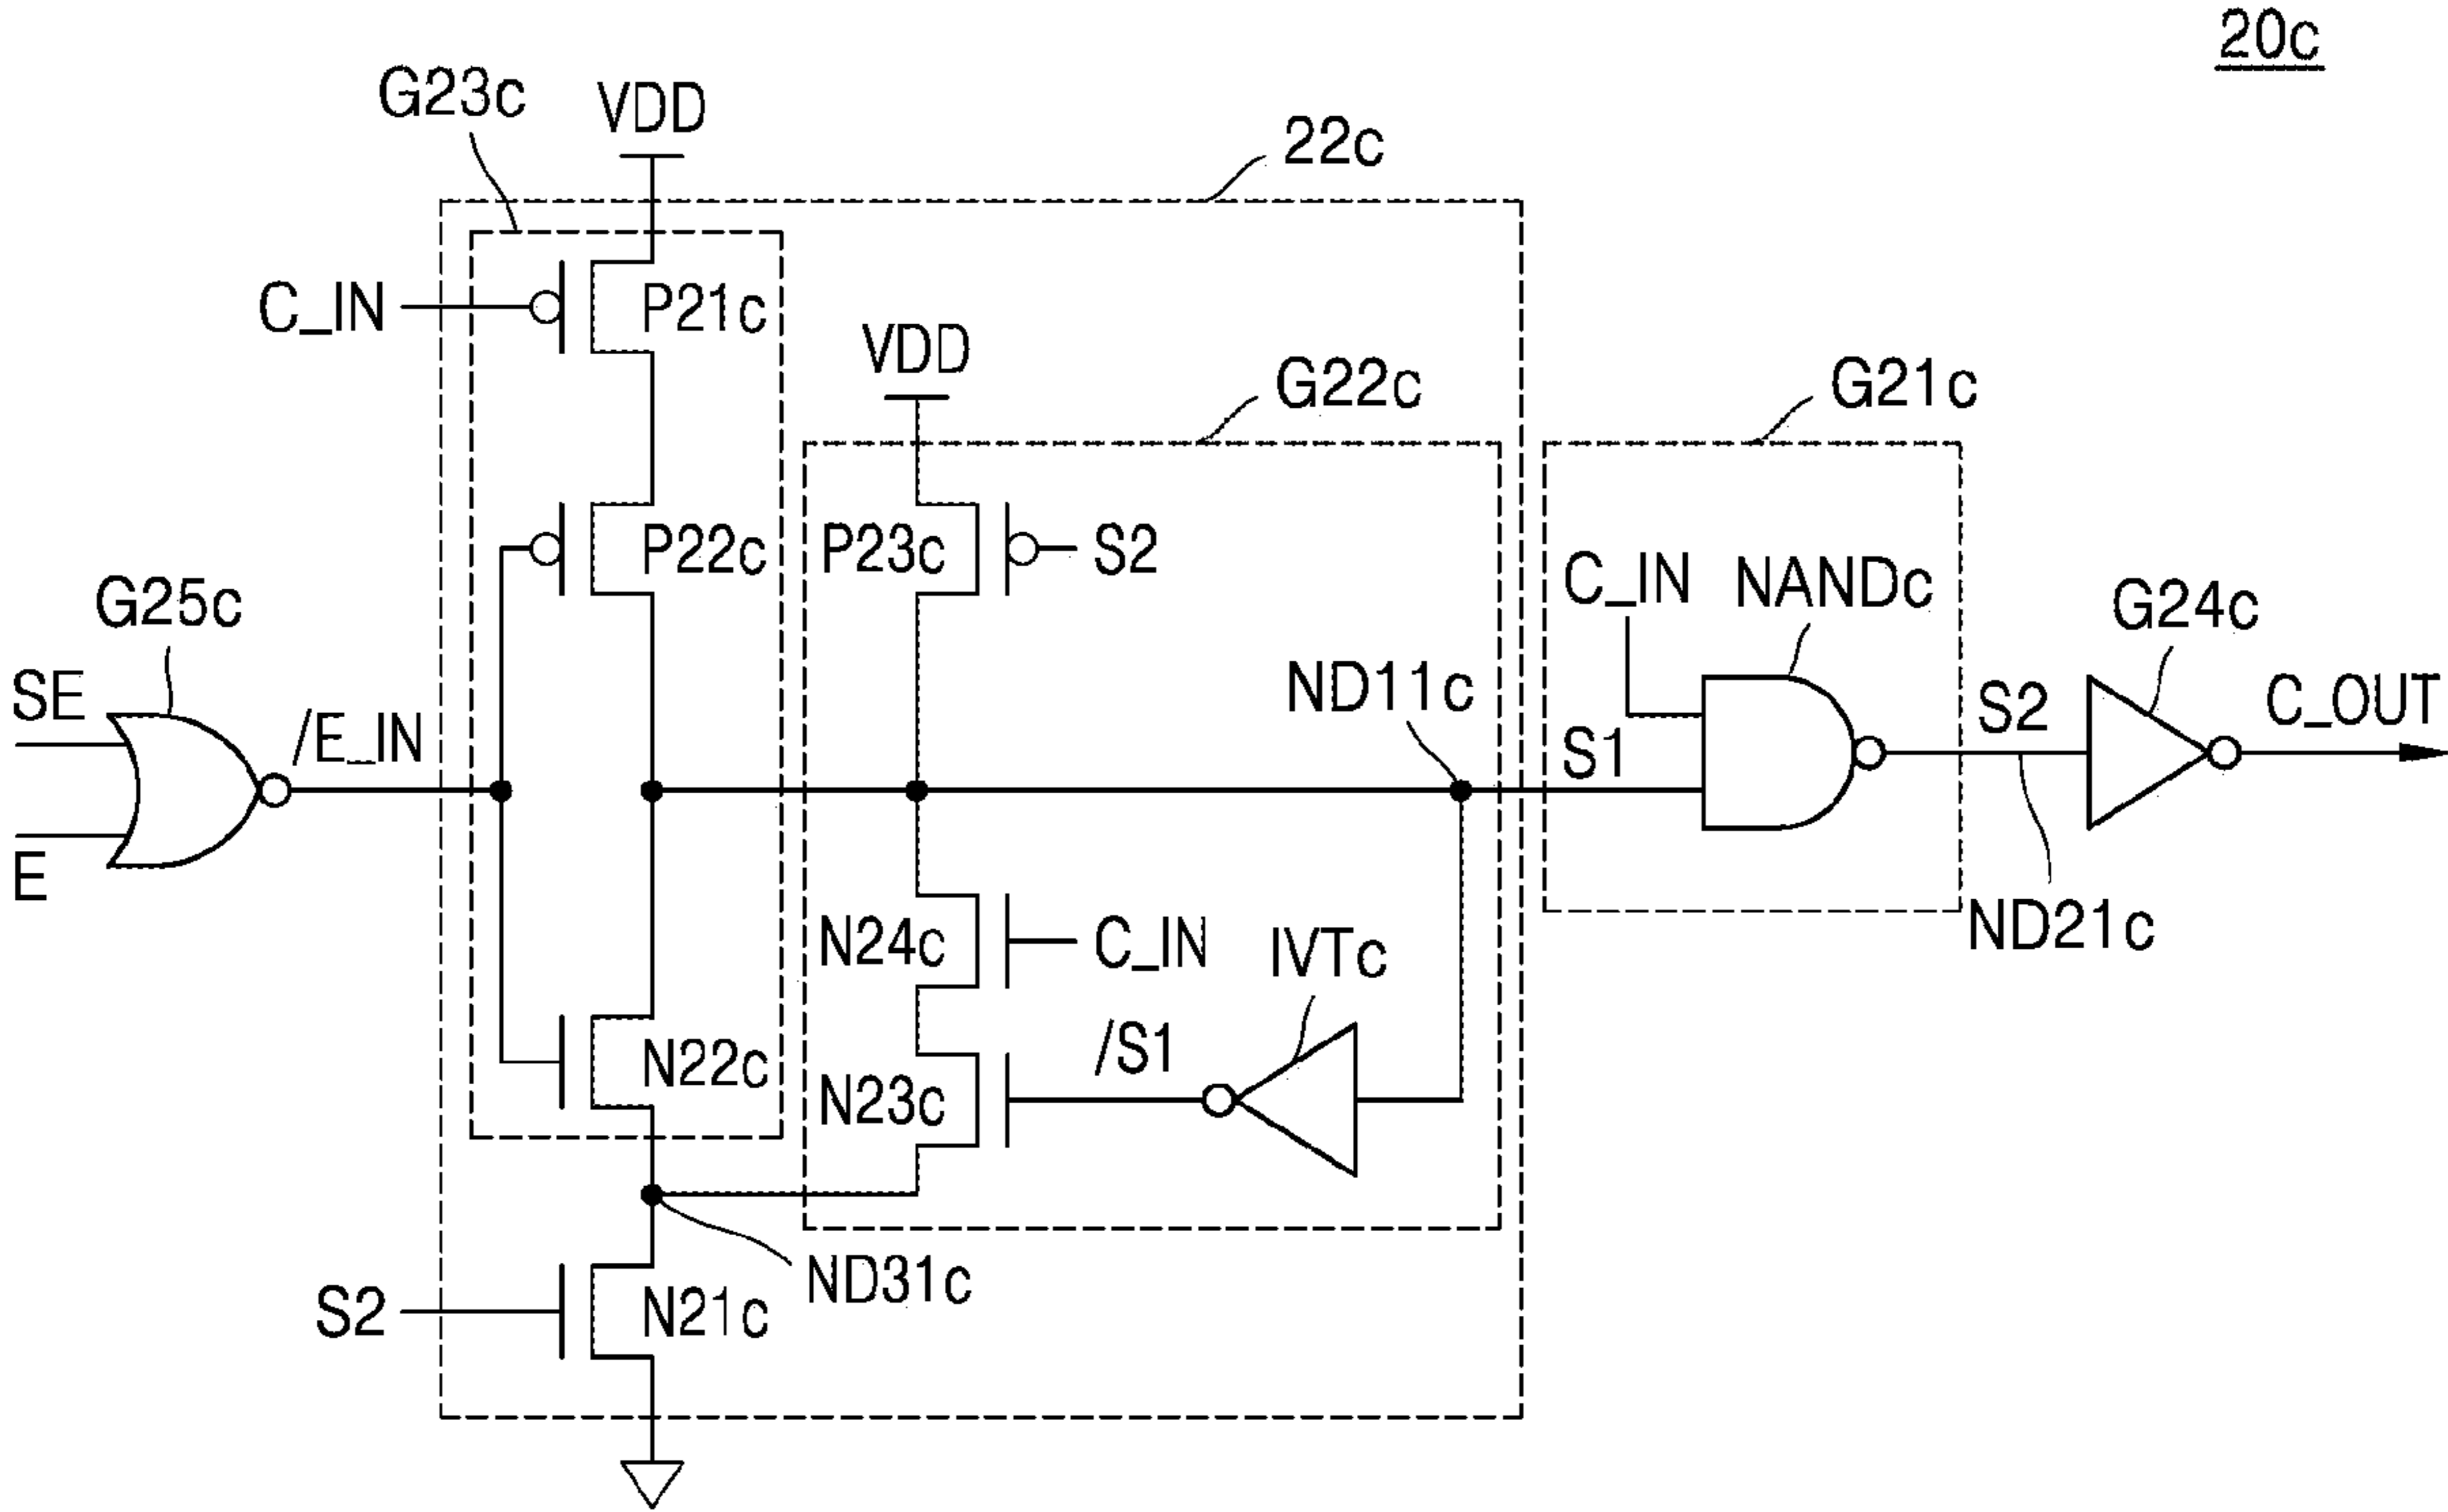 20c
G23c
VDD
22c
C_IN
P21c
VDD
G22c
G21c
P22c
P23c
S2
C_IN
NANDc
G24c
G25c
SE
/E_IN
E
ND11c
S1
S2
C_OUT
ND21c
N24c
C_IN
IVTc
/S1
N22c
N23c
ND31c
S2
N21c